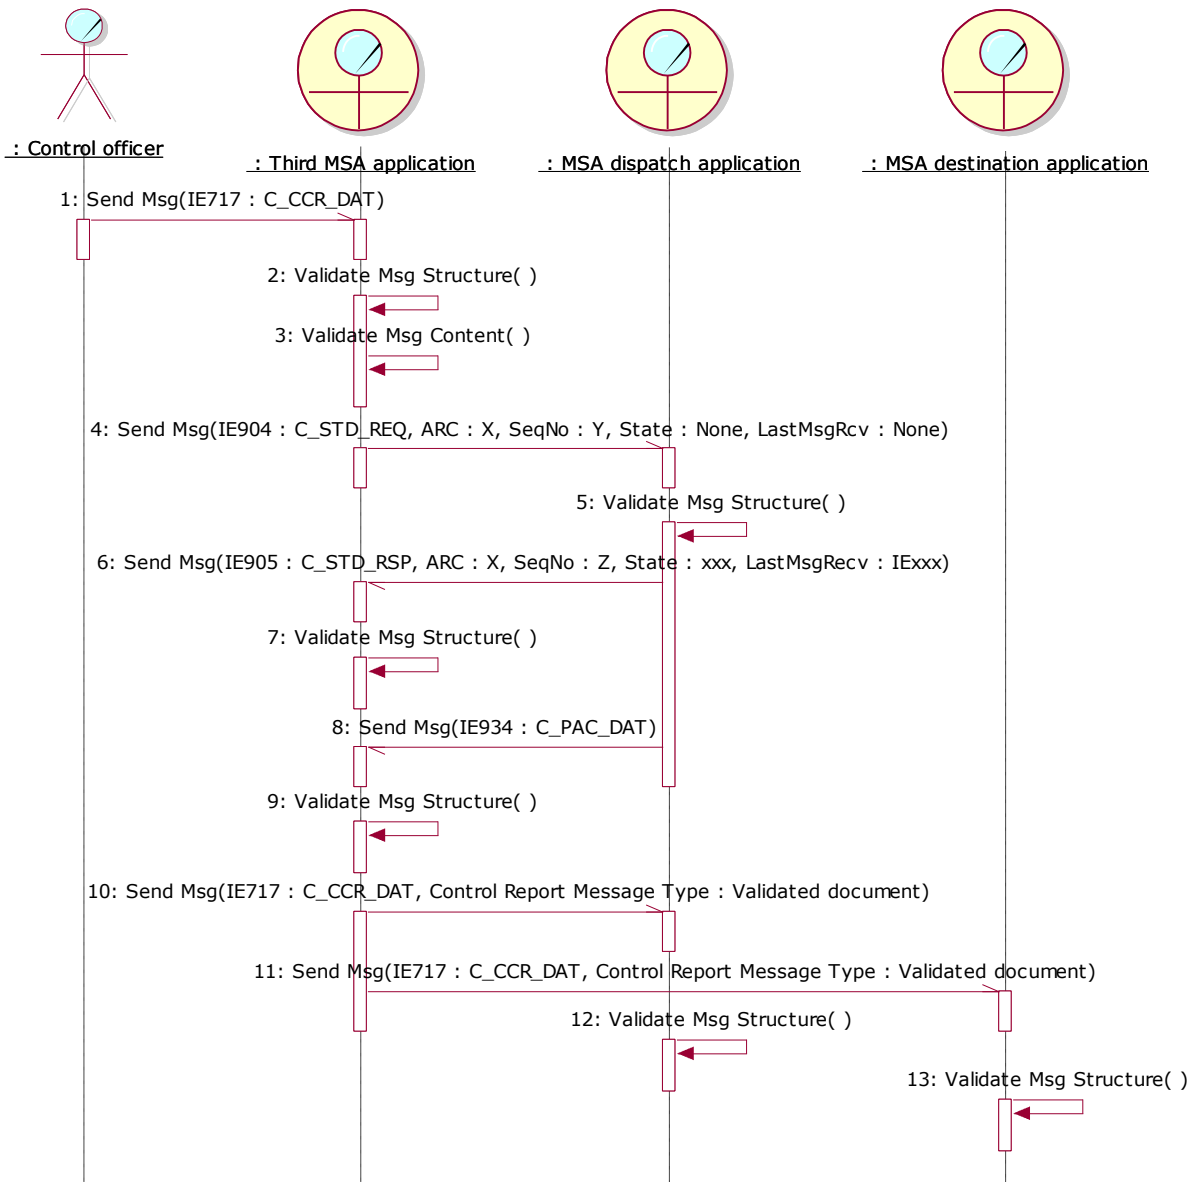 : Control officer
: Third MSA application
: MSA dispatch application
: MSA destination application
1: Send Msg(IE717 : C_CCR_DAT)
2: Validate Msg Structure( )
3: Validate Msg Content( )
4: Send Msg(IE904 : C_STD_REQ, ARC : X, SeqNo : Y, State : None, LastMsgRcv : None)
5: Validate Msg Structure( )
6: Send Msg(IE905 : C_STD_RSP, ARC : X, SeqNo : Z, State : xxx, LastMsgRecv : IExxx)
7: Validate Msg Structure( )
8: Send Msg(IE934 : C_PAC_DAT)
9: Validate Msg Structure( )
10: Send Msg(IE717 : C_CCR_DAT, Control Report Message Type : Validated document)
11: Send Msg(IE717 : C_CCR_DAT, Control Report Message Type : Validated document)
12: Validate Msg Structure( )
13: Validate Msg Structure( )